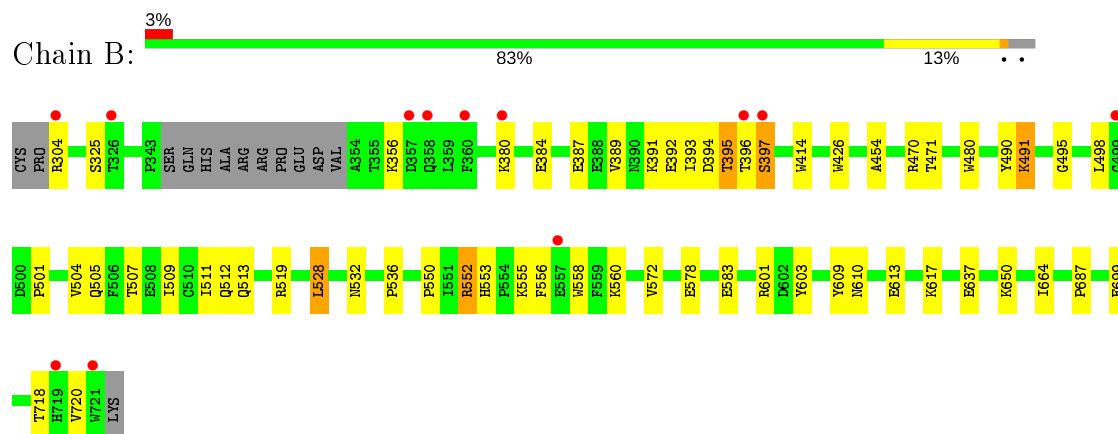 3%
Chain B:
83% 13% • •
CYS PRO R304 S325 T326 P343 SER GLN HIS ALA ARG ARG PRO GLU ASP VAL A354 T355 K356 D357 Q358 L359 F360 K380 E384 E387 E388 V389 N390 K391 E392 I393 D394 T395 T396 S397 W414 W426 A454 R470 T471 W480 Y490 K491 G495 L498
D500 P501 V504 Q505 F506 T507 E508 I509 C510 I511 Q512 Q513 R519 L528 N532 P536 P550 I551 R552 H553 P554 K555 F556 E557 W558 F559 K560 V572 E578 E583 R601 D602 Y603 Y609 N610 E613 K617 E637 K650 I664 P687
T718 H719 V720 W721 LYS